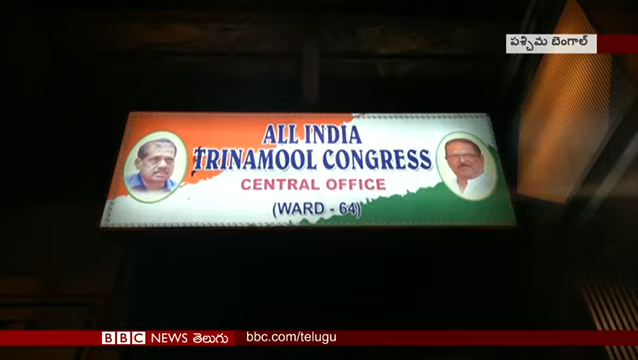 పశ్చిమ బెంగాల్
ALL INDIA
TRINAMOOL CONGRESS
CENTRAL OFFICE
(WARD - 64)
BBC NEWS తెలుగు bbc.com/telugu